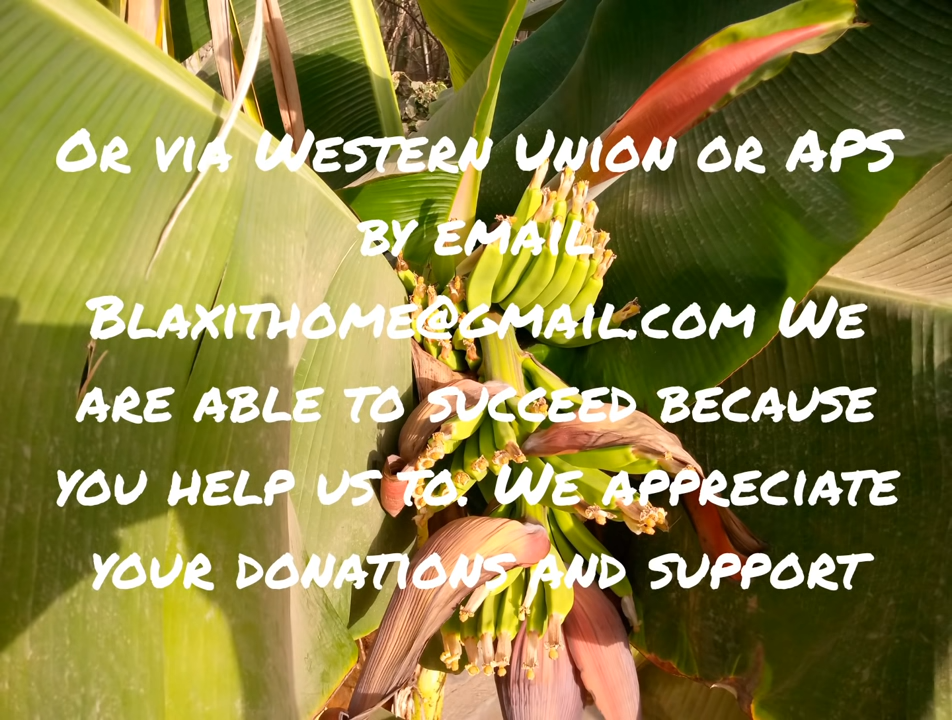 Or via Western Union or APS
by email
Blaxithome@gmail.com We
are able to succeed because
you help us to. We appreciate
your donations and support